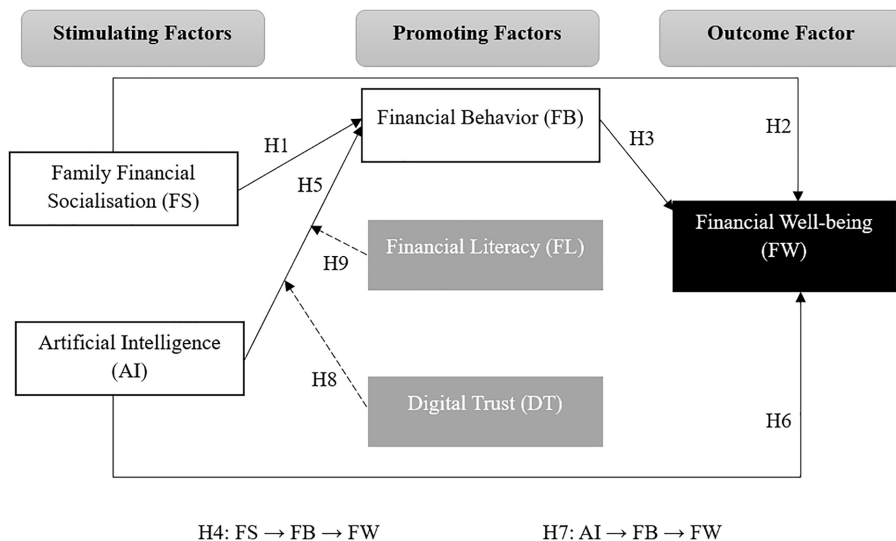 Stimulating Factors
Promoting Factors
Outcome Factor
Financial Behavior (FB)
H1
H2
H3
Family Financial
Socialisation (FS)
H5
Financial Literacy (FL)
Financial Well-being
(FW)
H9
Artificial Intelligence
(AI)
H8
Digital Trust (DT)
H6
H4: FS → FB → FW
H7: AI → FB → FW